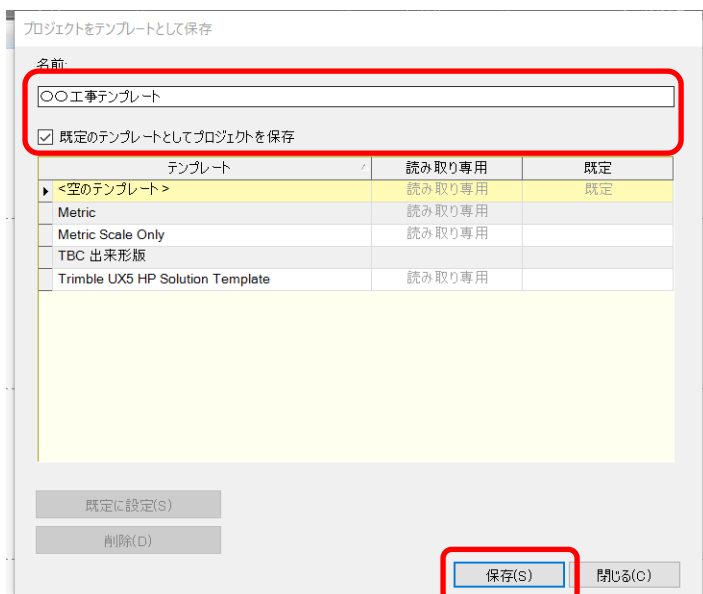 プロジェクトをテンプレートとして保存
名前:
〇〇工事テンプレート
既定のテンプレートとしてプロジェクトを保存
テンプレート 読み取り専用 既定
<空のテンプレート> 読み取り専用 既定
Metric 読み取り専用
Metric Scale Only 読み取り専用
TBC 出来形版
Trimble UX5 HP Solution Template 読み取り専用
既定に設定(S)
削除(D)
保存(S) 閉じる(C)